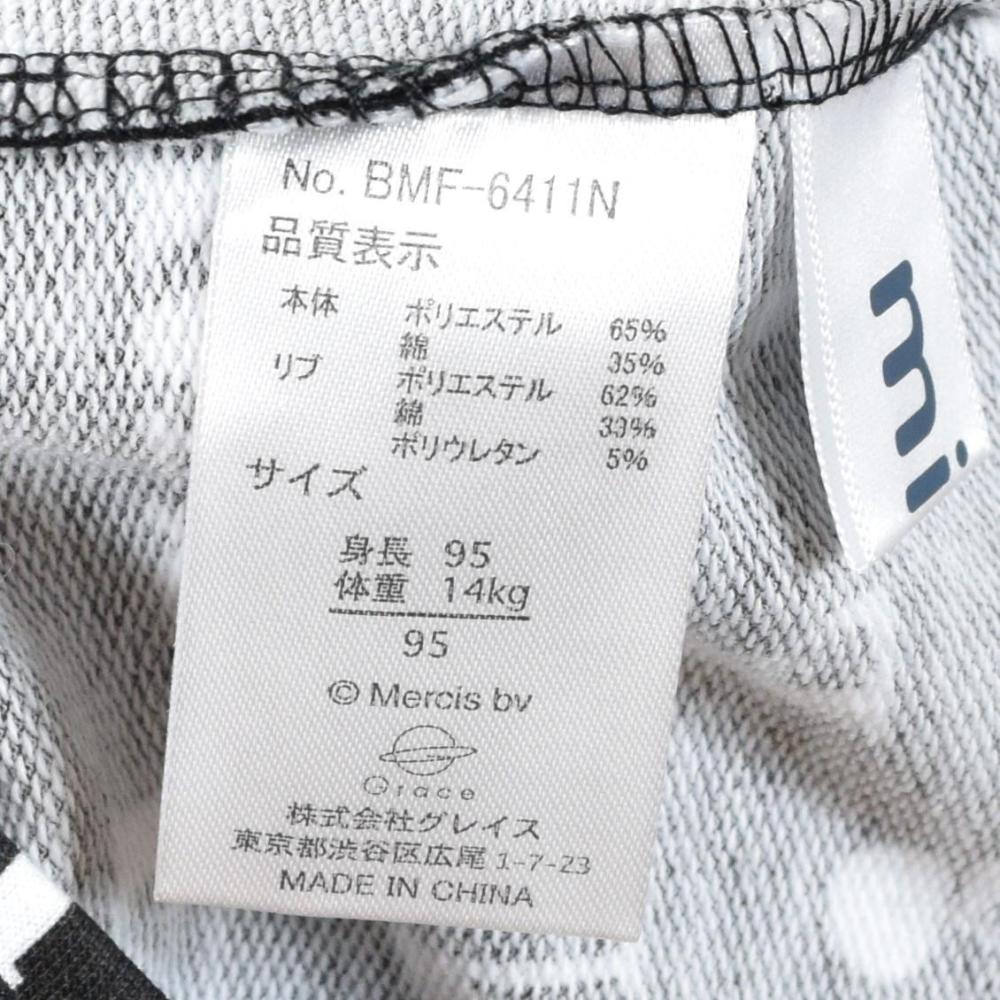 No. BMF-6411N
品質表示
本体 ポリエステル 65%
綿 35%
リブ ポリエステル 62%
綿 33%
ポリウレタン 5%
サイズ
身長 95
体重 14kg
95
© Mercis bv
Grace
株式会社グレイス
東京都渋谷区広尾 1-7-23
MADE IN CHINA
mi